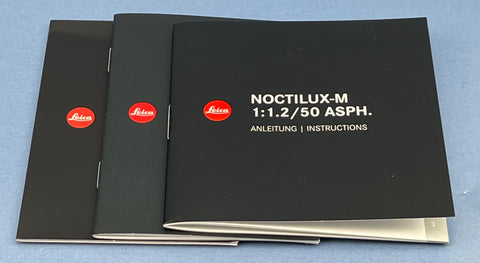 Leica
Leica
Leica
NOCTILUX-M
1:1.2/50 ASPH.
ANLEITUNG | INSTRUCTIONS